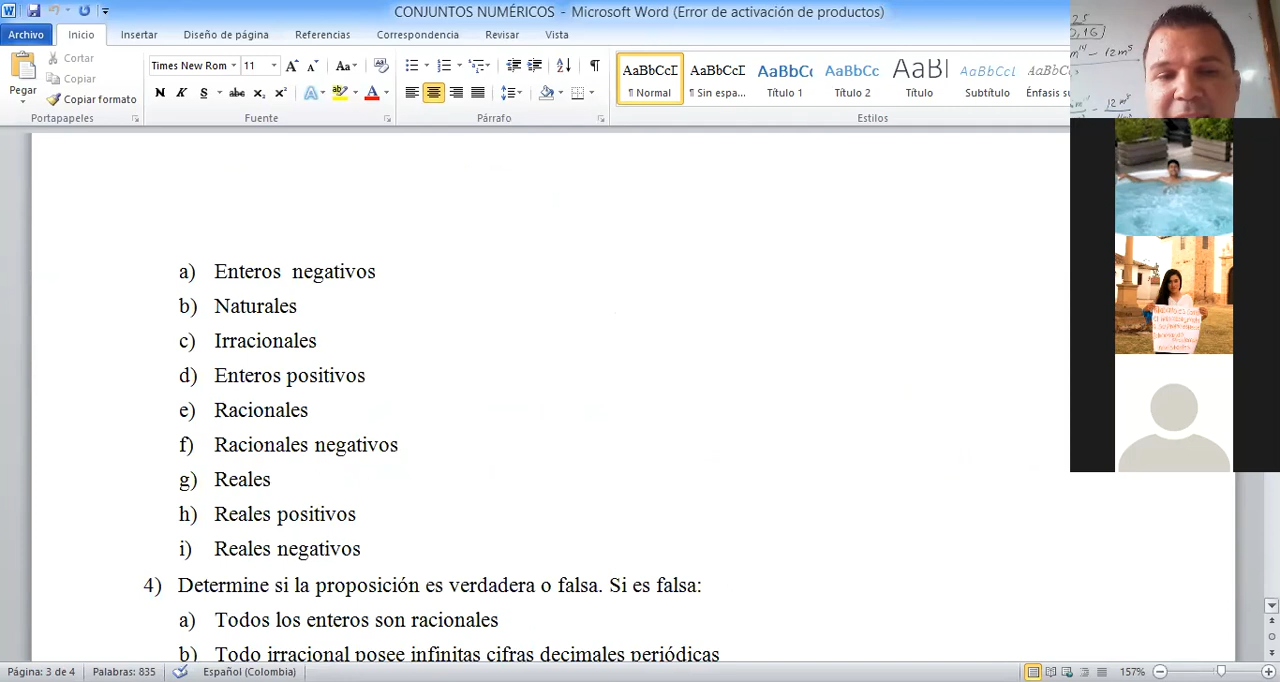 CONJUNTOS NUMÉRICOS - Microsoft Word (Error de activación de productos)
Archivo Inicio Insertar Diseño de página Referencias Correspondencia Revisar Vista
Cortar
Copiar
Copiar formato
Pegar
Portapapeles
Times New Rom 11
Fuente
Párrafo
AaBbCcD AaBbCcD AaBbC AaBbCc AaBl AaBbCcL AaBbCc
¶ Normal ¶ Sin espa... Título 1 Título 2 Título Subtítulo Énfasis
Estilos
a) Enteros negativos
b) Naturales
c) Irracionales
d) Enteros positivos
e) Racionales
f) Racionales negativos
g) Reales
h) Reales positivos
i) Reales negativos
4) Determine si la proposición es verdadera o falsa. Si es falsa:
a) Todos los enteros son racionales
b) Todo irracional posee infinitas cifras decimales periódicas
Página: 3 de 4 Palabras: 835 Español (Colombia) 157%